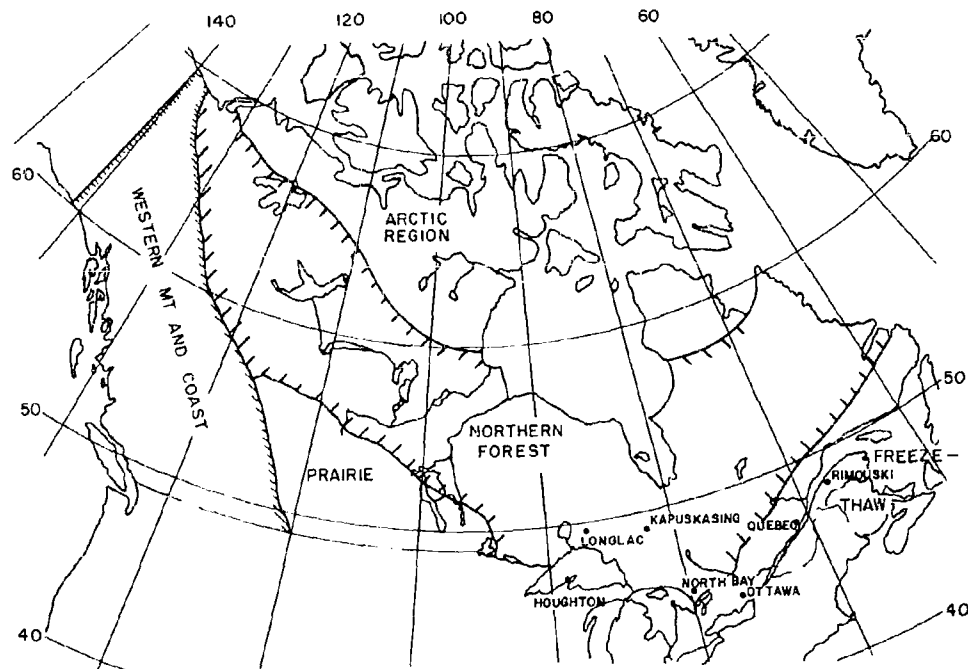 140 120 100 80 60
60
60
ARCTIC
REGION
WESTERN MT AND COAST
50
50
NORTHERN
FOREST
PRAIRIE
FREEZE-
THAW
RIMOUSKI
KAPUSKASING
QUEBEC
LONGLAC
NORTH BAY
OTTAWA
HOUGHTON
40
40